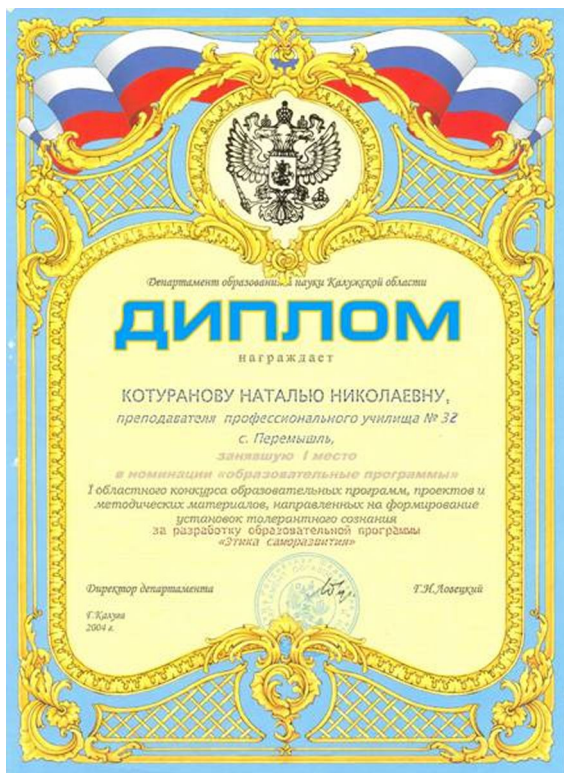 Департамент образования и науки Калужской области
ДИПЛОМ
награждает
КОТУРАНОВУ НАТАЛЬЮ НИКОЛАЕВНУ,
преподавателя профессионального училища № 32
с. Перемышль,
занявшую I место
в номинации «образовательные программы»
I областного конкурса образовательных программ, проектов и
методических материалов, направленных на формирование
установок толерантного сознания
за разработку образовательной программы
«Этика саморазвития»
Директор департамента Т.Н.Ловецкий
Г.Калуга
2004 г.